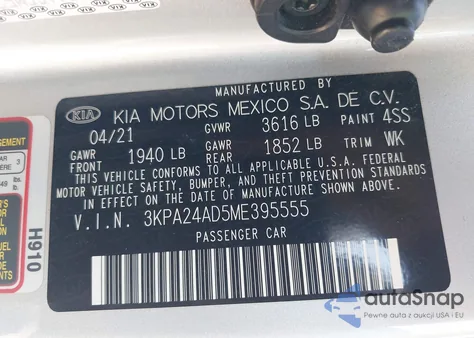 MANUFACTURED BY
KIA KIA MOTORS MEXICO S.A. DE C.V.
04/21 GVWR 3616 LB PAINT 4SS
GAWR FRONT 1940 LB GAWR REAR 1852 LB TRIM WK
THIS VEHICLE CONFORMS TO ALL APPLICABLE U.S.A. FEDERAL
MOTOR VEHICLE SAFETY, BUMPER, AND THEFT PREVENTION STANDARDS
IN EFFECT ON THE DATE OF MANUFACTURE SHOWN ABOVE.
V.I.N. 3KPA24AD5ME395555
PASSENGER CAR
H910
autoSnap
Pewne auta z aukcji USA i EU